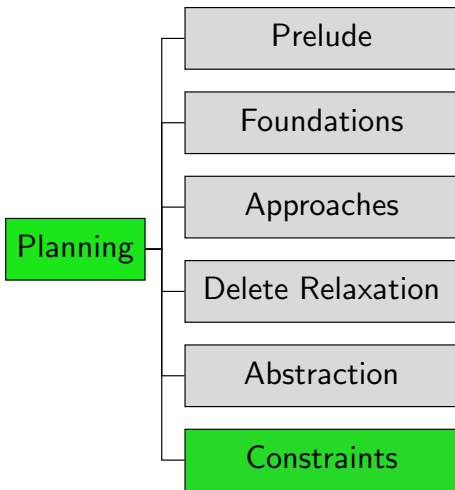 Prelude
Foundations
Approaches
Planning
Delete Relaxation
Abstraction
Constraints